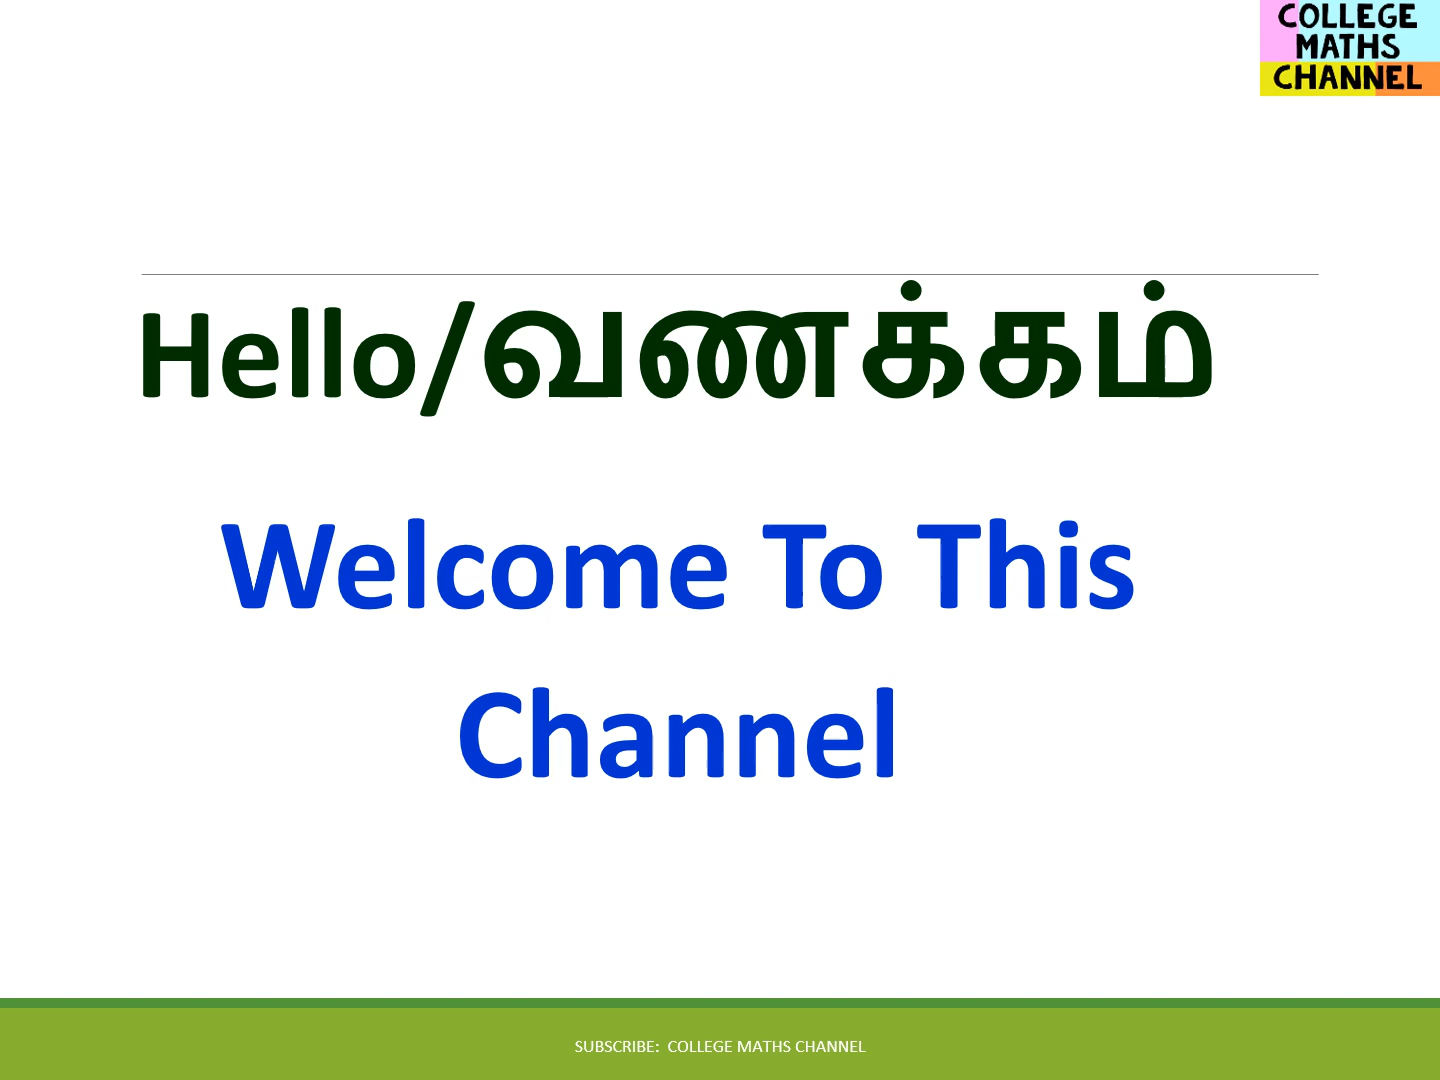 COLLEGE
MATHS
CHANNEL
Hello/வணக்கம்
Welcome To This
Channel
SUBSCRIBE: COLLEGE MATHS CHANNEL